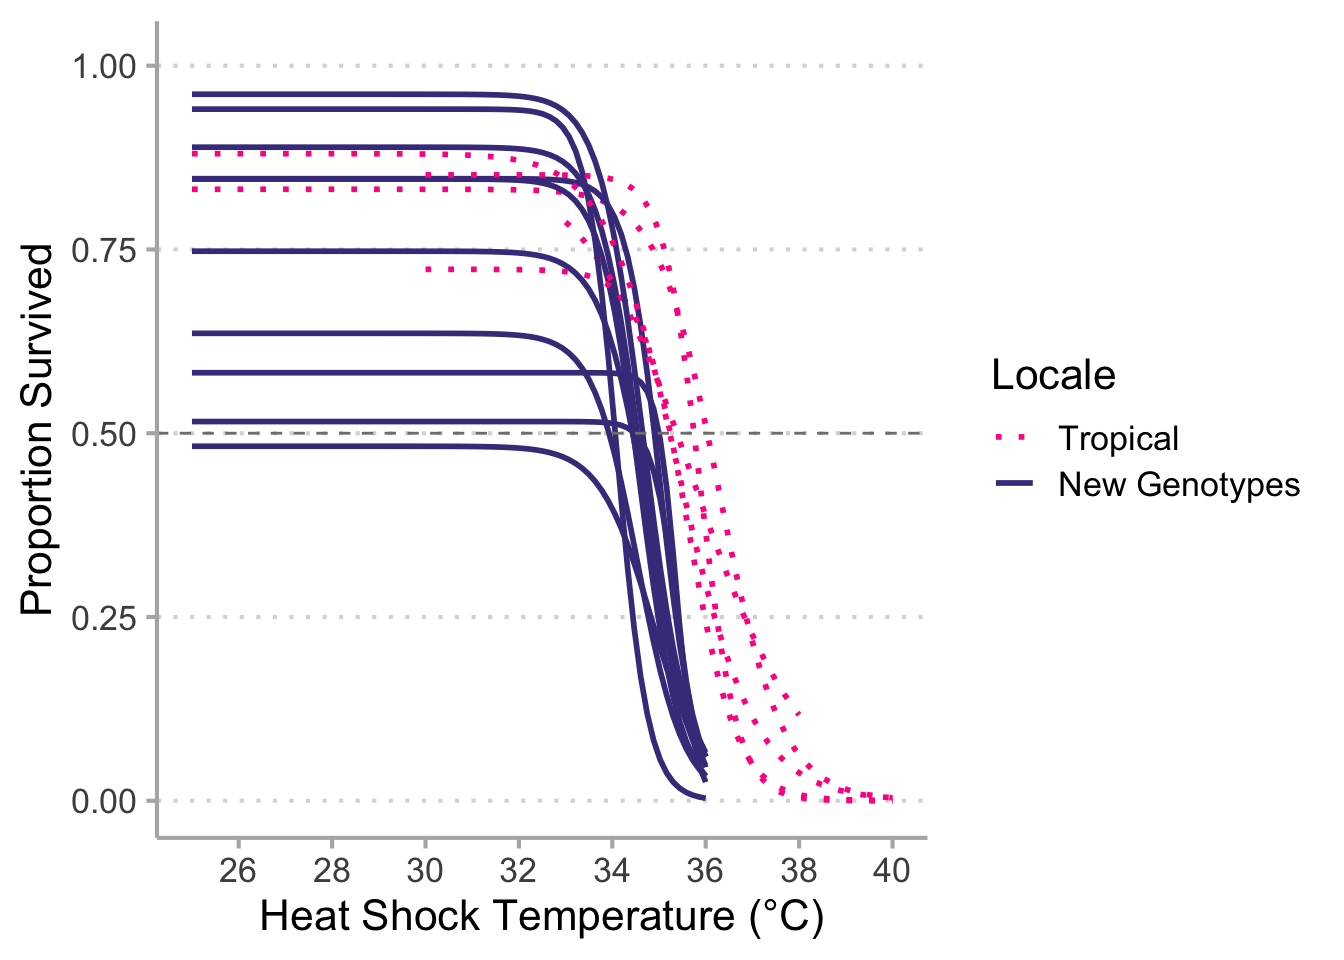 1.00
0.75
0.50
0.25
0.00
Proportion Survived
26 28 30 32 34 36 38 40
Heat Shock Temperature (°C)
Locale
Tropical
New Genotypes